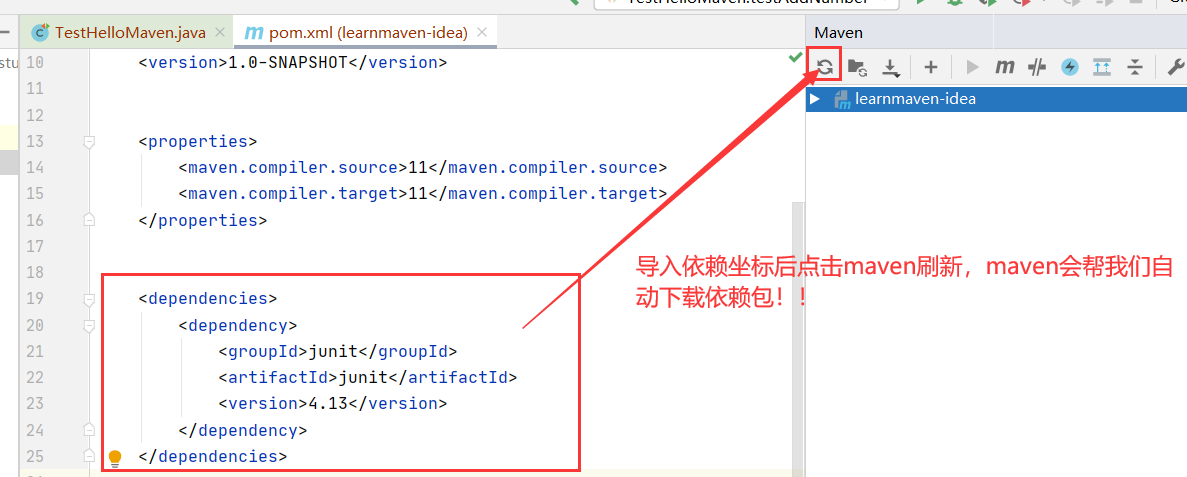 TestHelloMaven.testAddNumber
TestHelloMaven.java
pom.xml (learnmaven-idea)
Maven
stu
10 <version>1.0-SNAPSHOT</version>
11
12
13 <properties>
14 <maven.compiler.source>11</maven.compiler.source>
15 <maven.compiler.target>11</maven.compiler.target>
16 </properties>
17
18
19 <dependencies>
20 <dependency>
21 <groupId>junit</groupId>
22 <artifactId>junit</artifactId>
23 <version>4.13</version>
24 </dependency>
25 </dependencies>
m
learnmaven-idea
导入依赖坐标后点击maven刷新，maven会帮我们自
动下载依赖包！！